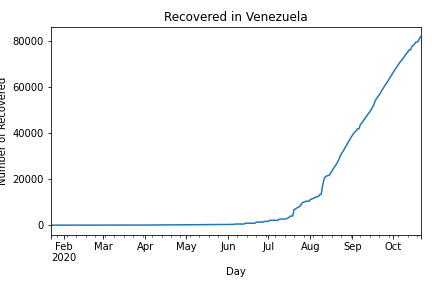 Recovered in Venezuela
80000
60000
40000
20000
0
Number of Recovered
Feb Mar Apr May Jun Jul Aug Sep Oct
2020
Day